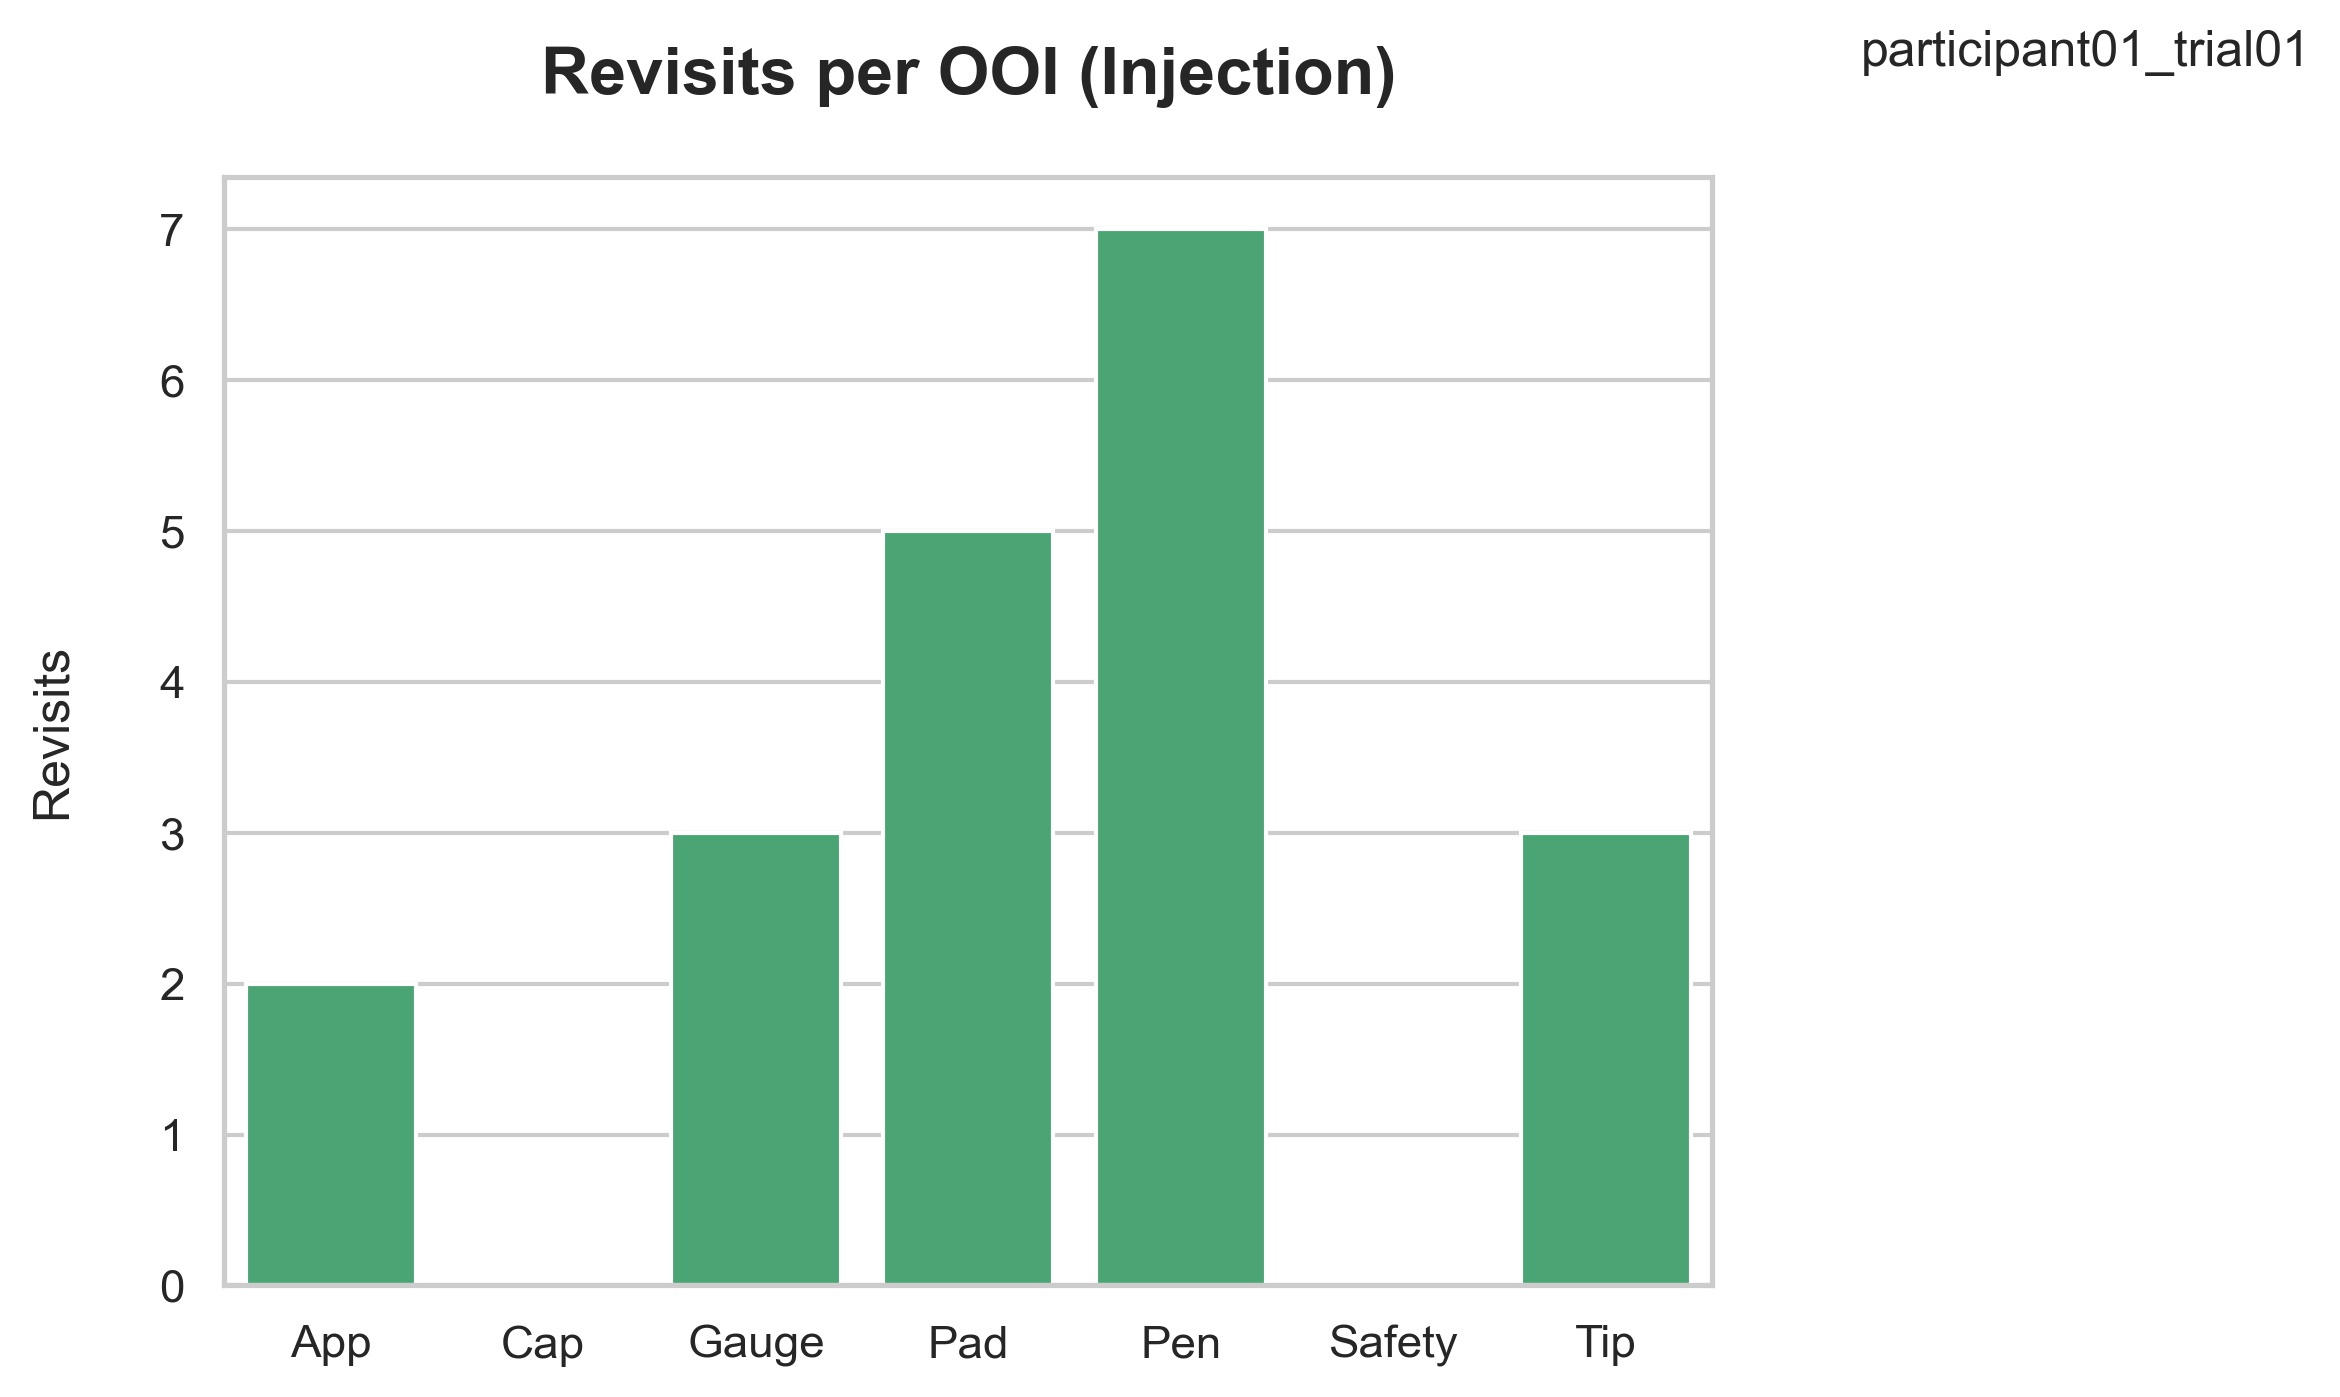 participant01_trial01
Revisits per OOI (Injection)
Revisits
7
6
5
4
3
2
1
0
App Cap Gauge Pad Pen Safety Tip